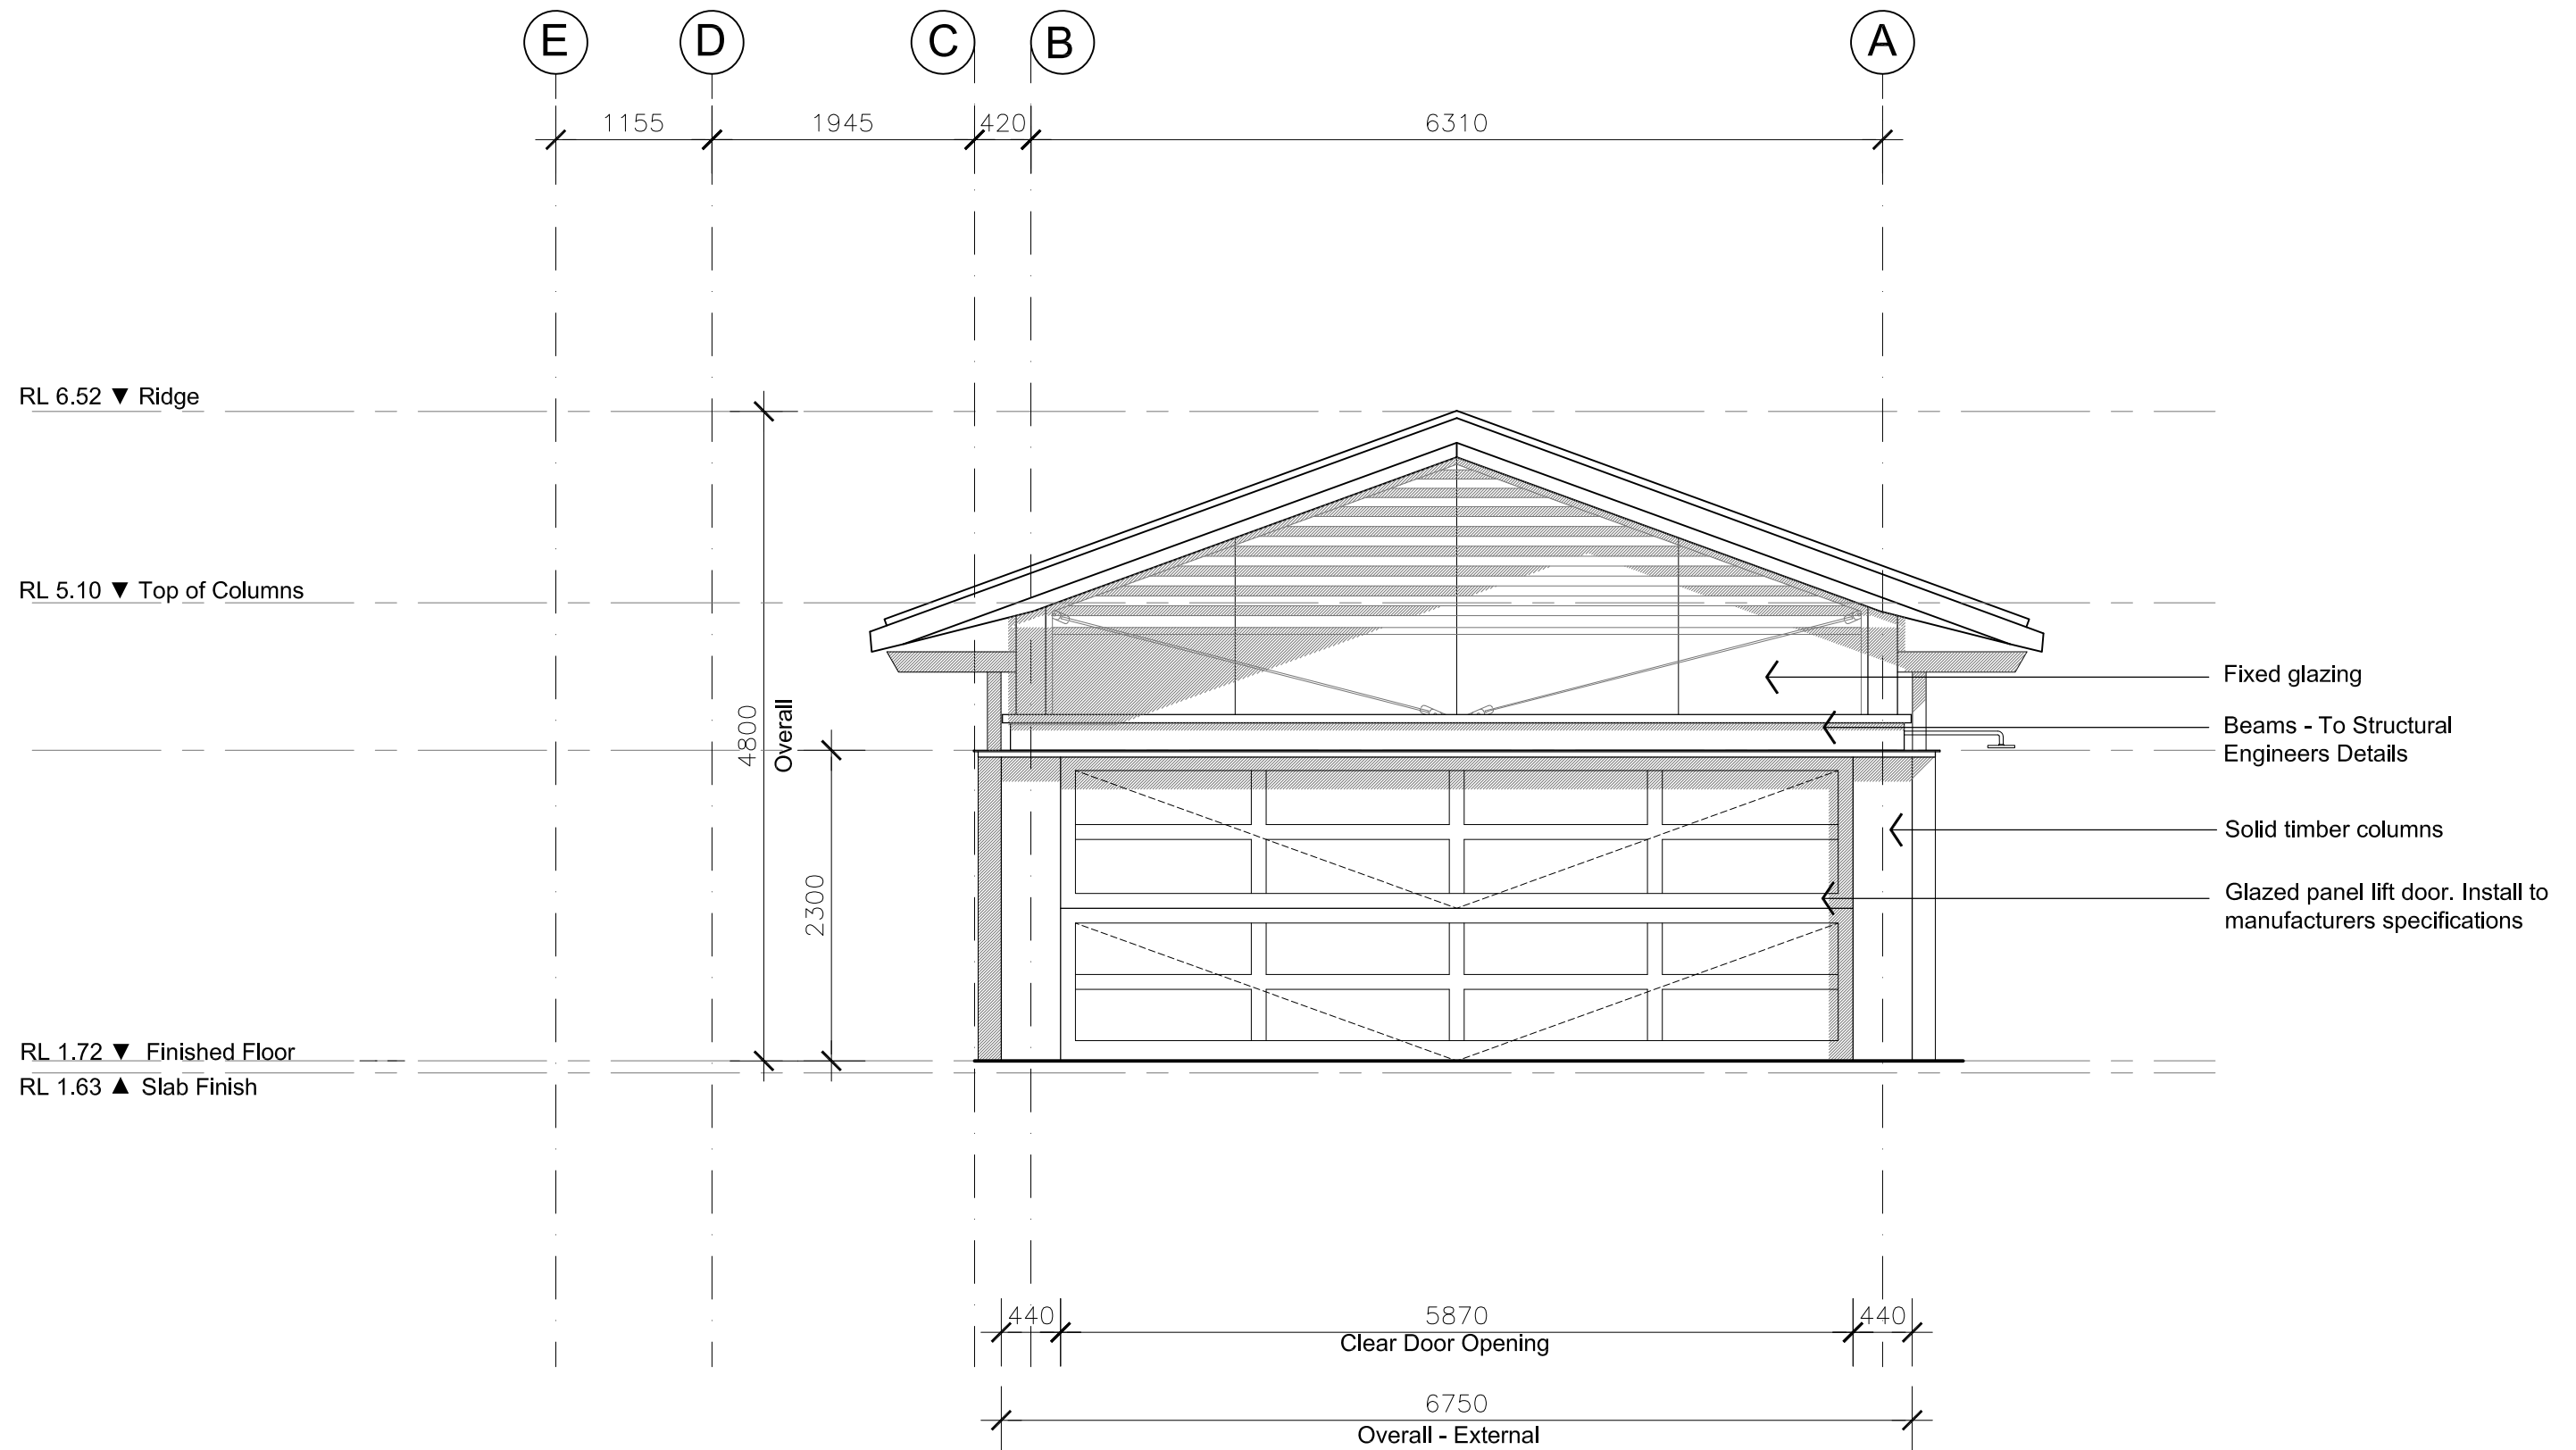 E D C B A
1155 1945 420 6310
RL 6.52 ▼ Ridge
RL 5.10 ▼ Top of Columns
4800
Overall
2300
Fixed glazing
Beams - To Structural
Engineers Details
Solid timber columns
Glazed panel lift door. Install to
manufacturers specifications
RL 1.72 ▼ Finished Floor
RL 1.63 ▲ Slab Finish
440 5870 440
Clear Door Opening
6750
Overall - External